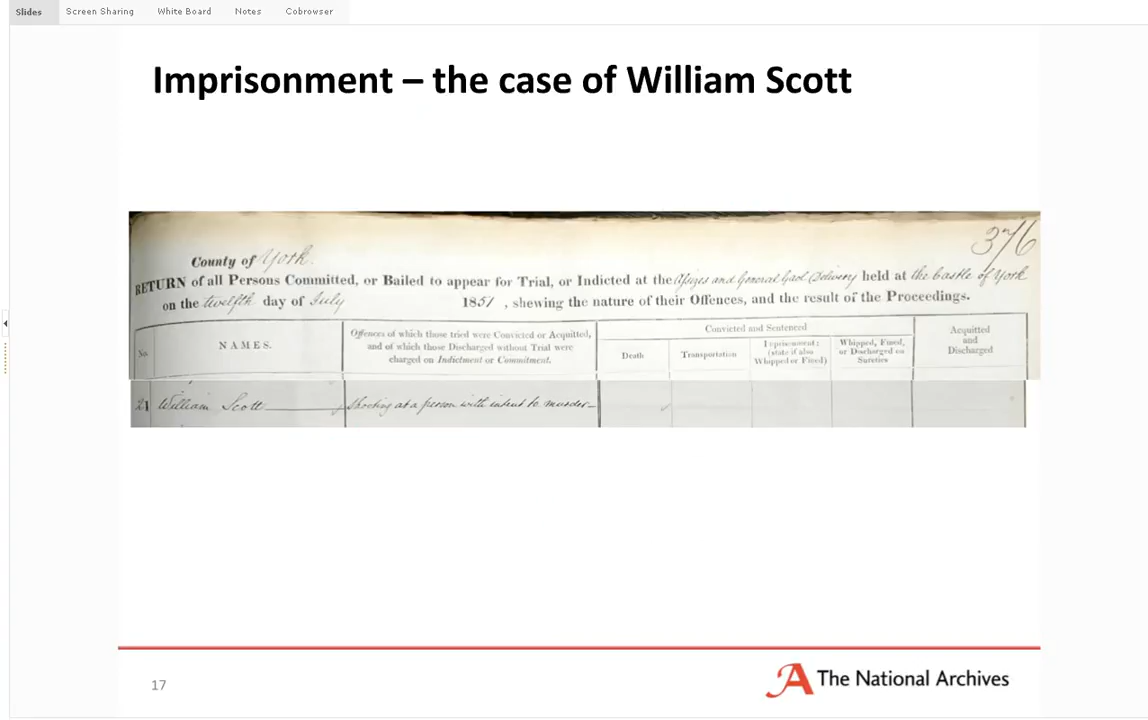 Slides Screen Sharing White Board Notes Cobrowser
Imprisonment – the case of William Scott
376
County of York.
RETURN of all Persons Committed, or Bailed to appear for Trial, or Indicted at the Assizes and General Gaol Delivery held at the Castle of York
on the twelfth day of July 1851, shewing the nature of their Offences, and the result of the Proceedings.
No.
NAMES.
Offences of which those tried were Convicted or Acquitted,
and of which those Discharged without Trial were
charged on Indictment or Commitment.
Convicted and Sentenced
Death
Transportation
Imprisonment;
(state if also
Whipped or Fined)
Whipped, Fined,
or Discharged on
Sureties
Acquitted
and
Discharged
21 William Scott Shooting at a person with intent to murder
17
The National Archives